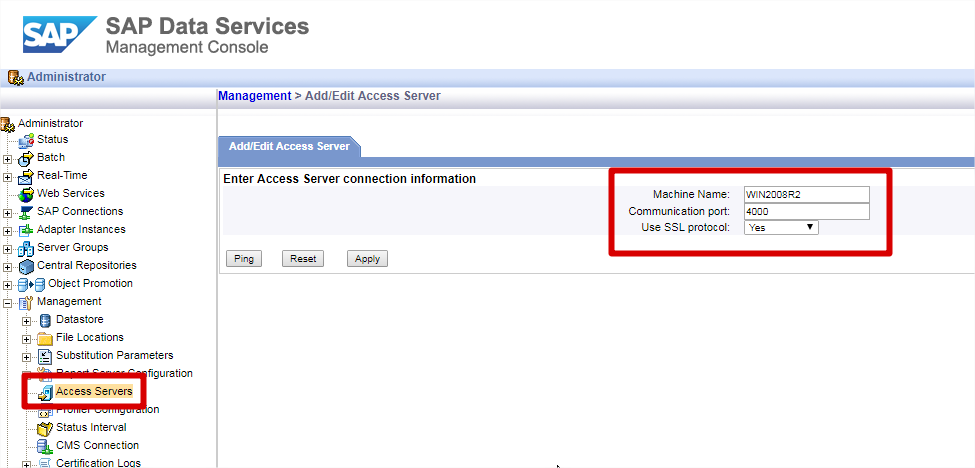 SAP
SAP Data Services
Management Console
Administrator
Management > Add/Edit Access Server
Administrator
Status
Batch
Real-Time
Web Services
SAP Connections
Adapter Instances
Server Groups
Central Repositories
Object Promotion
Management
Datastore
File Locations
Substitution Parameters
Report Server Configuration
Access Servers
Profiler Configuration
Status Interval
CMS Connection
Certification Logs
Add/Edit Access Server
Enter Access Server connection information
Machine Name: WIN2008R2
Communication port: 4000
Use SSL protocol: Yes
Ping Reset Apply